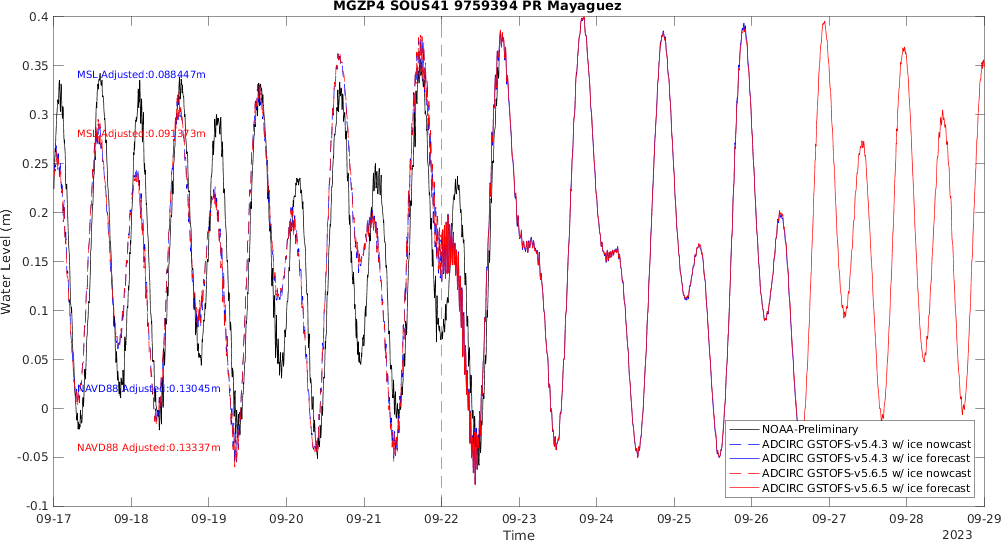 MGZP4 SOUS41 9759394 PR Mayaguez
0.4
0.35
0.3
0.25
0.2
0.15
0.1
0.05
0
-0.05
-0.1
Water Level (m)
MSL Adjusted:0.088447m
MSL Adjusted:0.091373m
NAVD88 Adjusted:0.13045m
NAVD88 Adjusted:0.13337m
NOAA-Preliminary
ADCIRC GSTOFS-v5.4.3 w/ ice nowcast
ADCIRC GSTOFS-v5.4.3 w/ ice forecast
ADCIRC GSTOFS-v5.6.5 w/ ice nowcast
ADCIRC GSTOFS-v5.6.5 w/ ice forecast
09-17 09-18 09-19 09-20 09-21 09-22 09-23 09-24 09-25 09-26 09-27 09-28 09-29
Time
2023